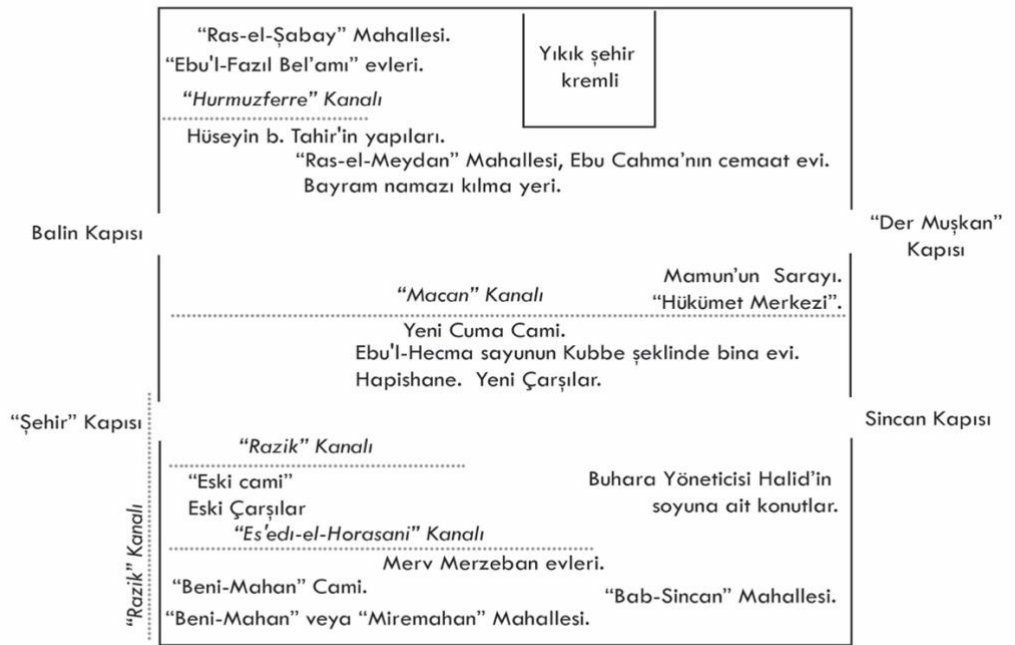 “Ras-el-Şabay” Mahallesi.
“Ebu'l-Fazıl Bel’amı” evleri.
“Hurmuzferre” Kanalı
Yıkık şehir
kremli
Hüseyin b. Tahir'in yapıları.
“Ras-el-Meydan” Mahallesi, Ebu Cahma’nın cemaat evi.
Bayram namazı kılma yeri.
Balin Kapısı
“Der Muşkan”
Kapısı
Mamun’un Sarayı.
“Macan” Kanalı
“Hükümet Merkezi”.
Yeni Cuma Cami.
Ebu'l-Hecma sayunun Kubbe şeklinde bina evi.
Hapishane. Yeni Çarşılar.
“Şehir” Kapısı
Sincan Kapısı
“Razik” Kanalı
“Razik” Kanalı
“Eski cami”
Eski Çarşılar
Buhara Yöneticisi Halid’in
soyuna ait konutlar.
“Es'edı-el-Horasani” Kanalı
Merv Merzeban evleri.
“Beni-Mahan” Cami.
“Bab-Sincan” Mahallesi.
“Beni-Mahan” veya “Miremahan” Mahallesi.